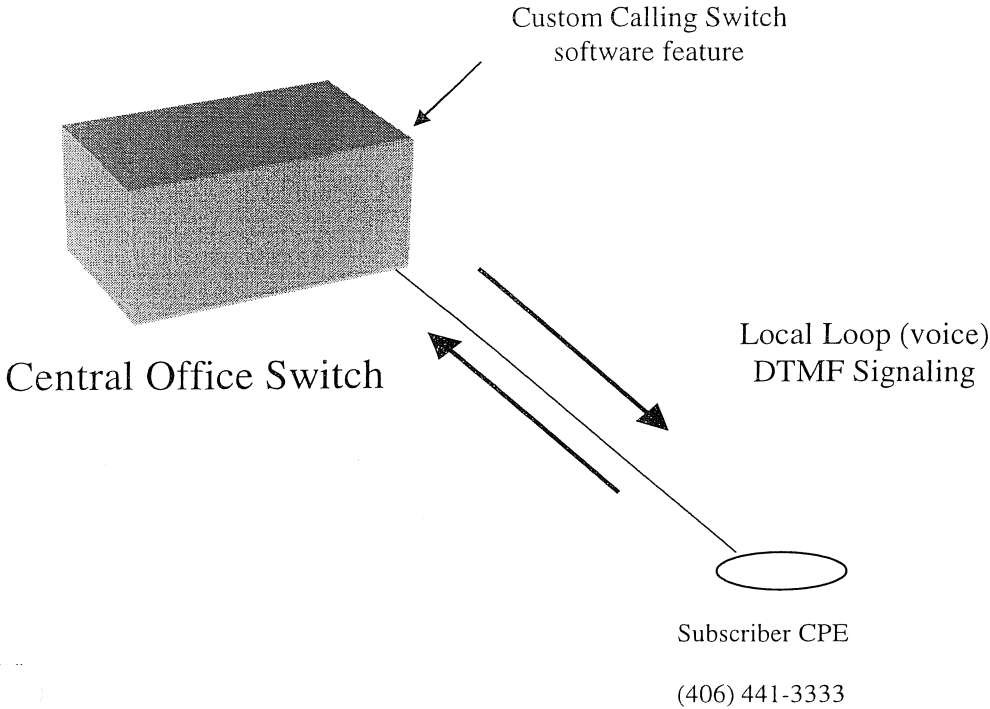 Custom Calling Switch
software feature
Central Office Switch
Local Loop (voice)
DTMF Signaling
Subscriber CPE
(406) 441-3333